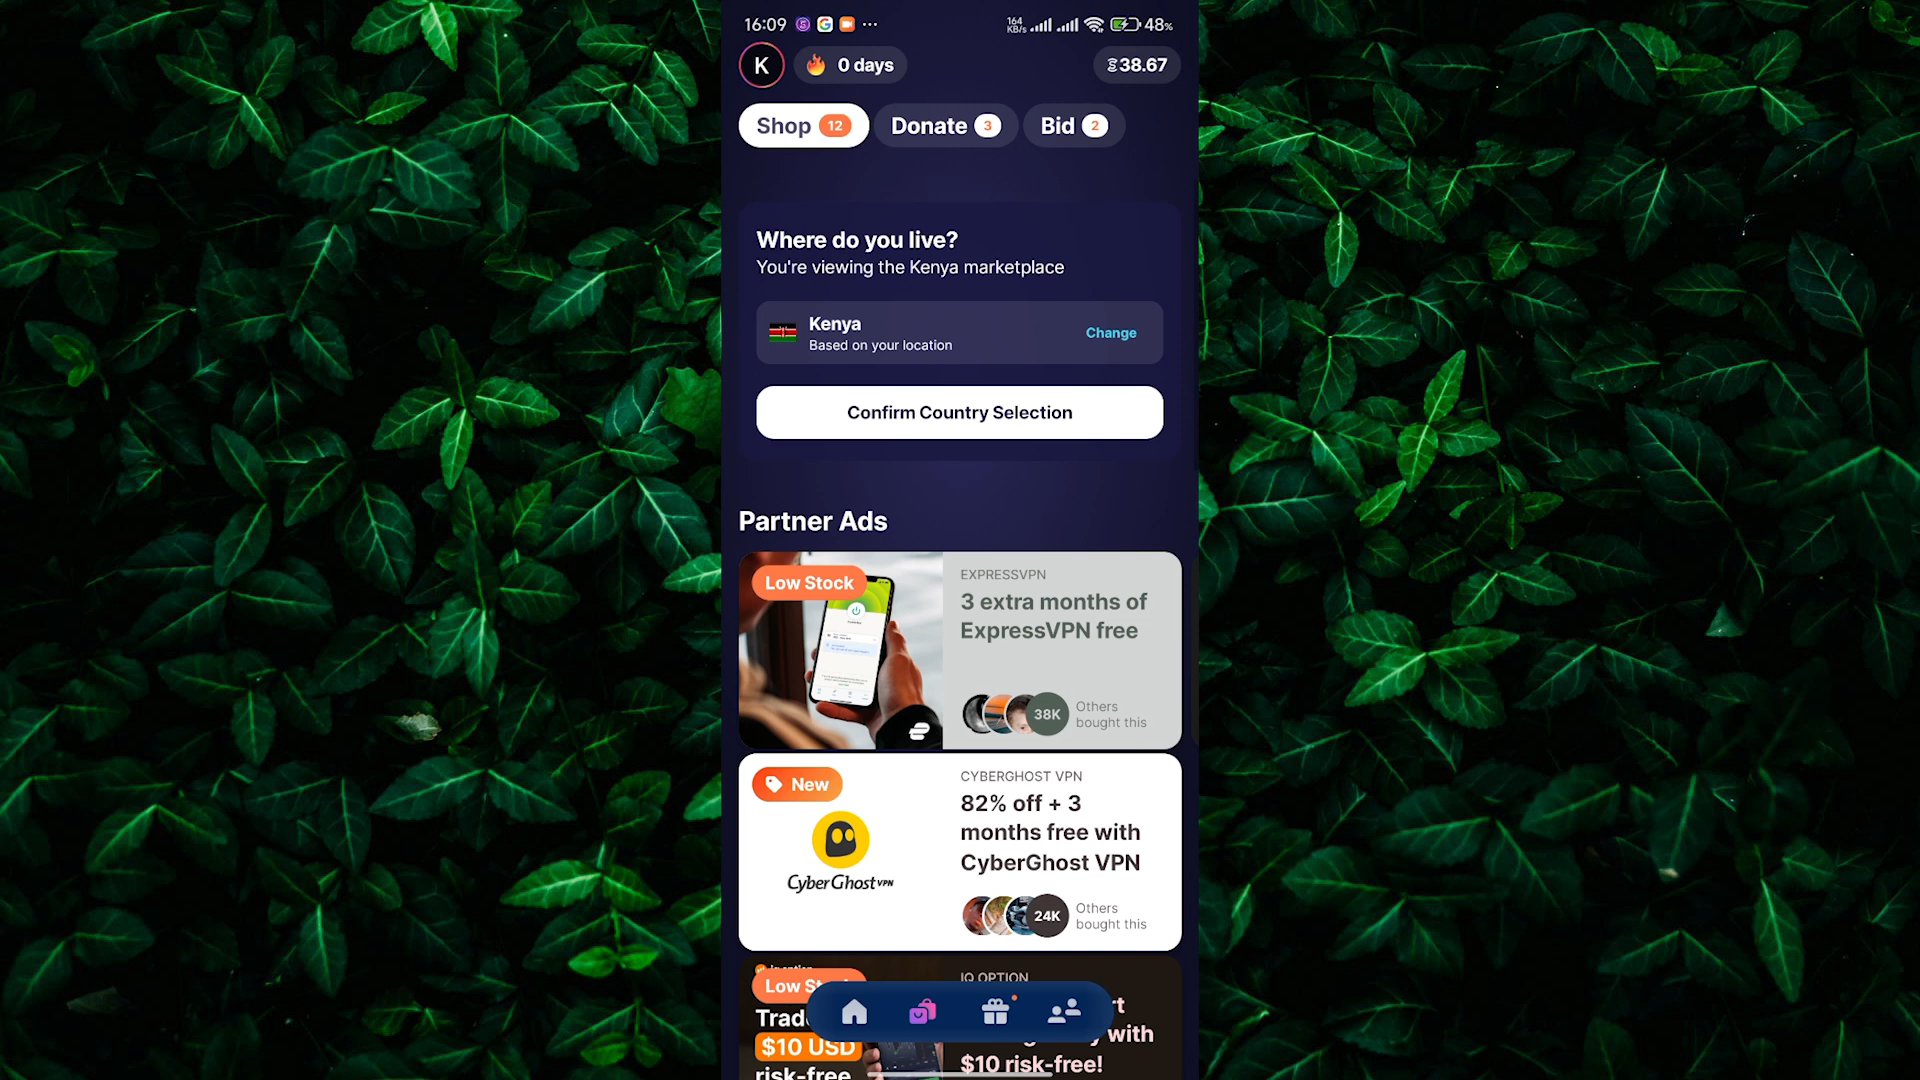 16:09
164
KB/s
48%
K
0 days
38.67
Shop 12
Donate 3
Bid 2
Where do you live?
You're viewing the Kenya marketplace
Kenya
Based on your location
Change
Confirm Country Selection
Partner Ads
Low Stock
EXPRESSVPN
3 extra months of
ExpressVPN free
38K
Others
bought this
New
CyberGhost VPN
CYBERGHOST VPN
82% off + 3
months free with
CyberGhost VPN
24K
Others
bought this
Low
$10 USD
risk-free
IQ OPTION
with
$10 risk-free!